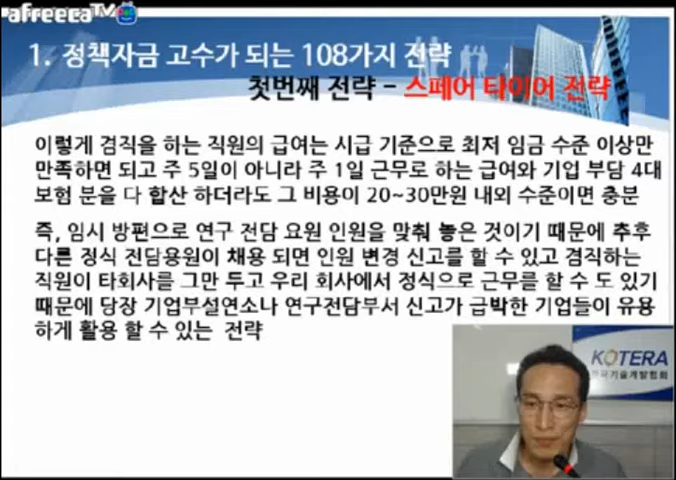 afreecaTV
1. 정책자금 고수가 되는 108가지 전략
첫번째 전략 - 스페어 타이어 전략
이렇게 겸직을 하는 직원의 급여는 시급 기준으로 최저 임금 수준 이상만
만족하면 되고 주 5일이 아니라 주 1일 근무로 하는 급여와 기업 부담 4대
보험 분을 다 합산 하더라도 그 비용이 20~30만원 내외 수준이면 충분
즉, 임시 방편으로 연구 전담 요원 인원을 맞춰 놓은 것이기 때문에 추후
다른 정식 전담용원이 채용 되면 인원 변경 신고를 할 수 있고 겸직하는
직원이 타회사를 그만 두고 우리 회사에서 정식으로 근무를 할 수 도 있기
때문에 당장 기업부설연소나 연구전담부서 신고가 급박한 기업들이 유용
하게 활용 할 수 있는 전략
KOTERA
한국기술개발협회